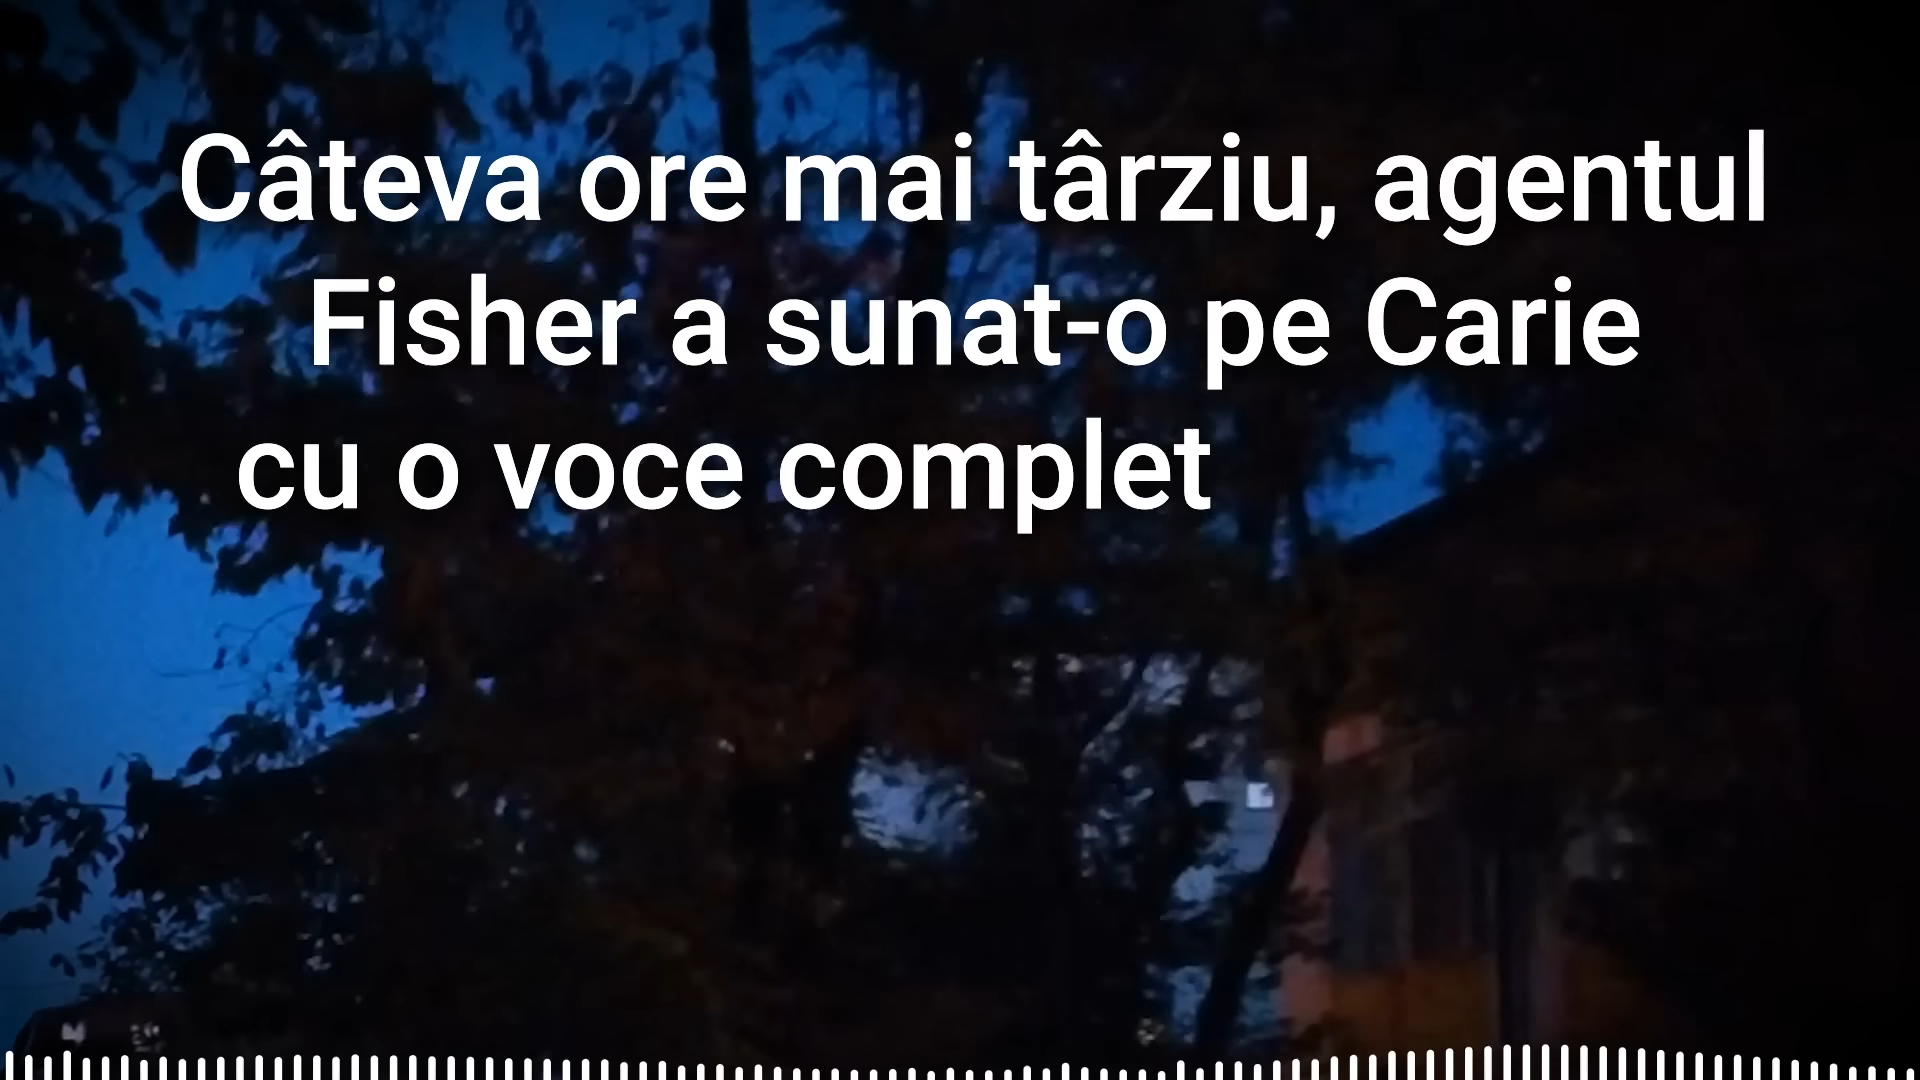 Câteva ore mai târziu, agentul
Fisher a sunat-o pe Carie
cu o voce complet